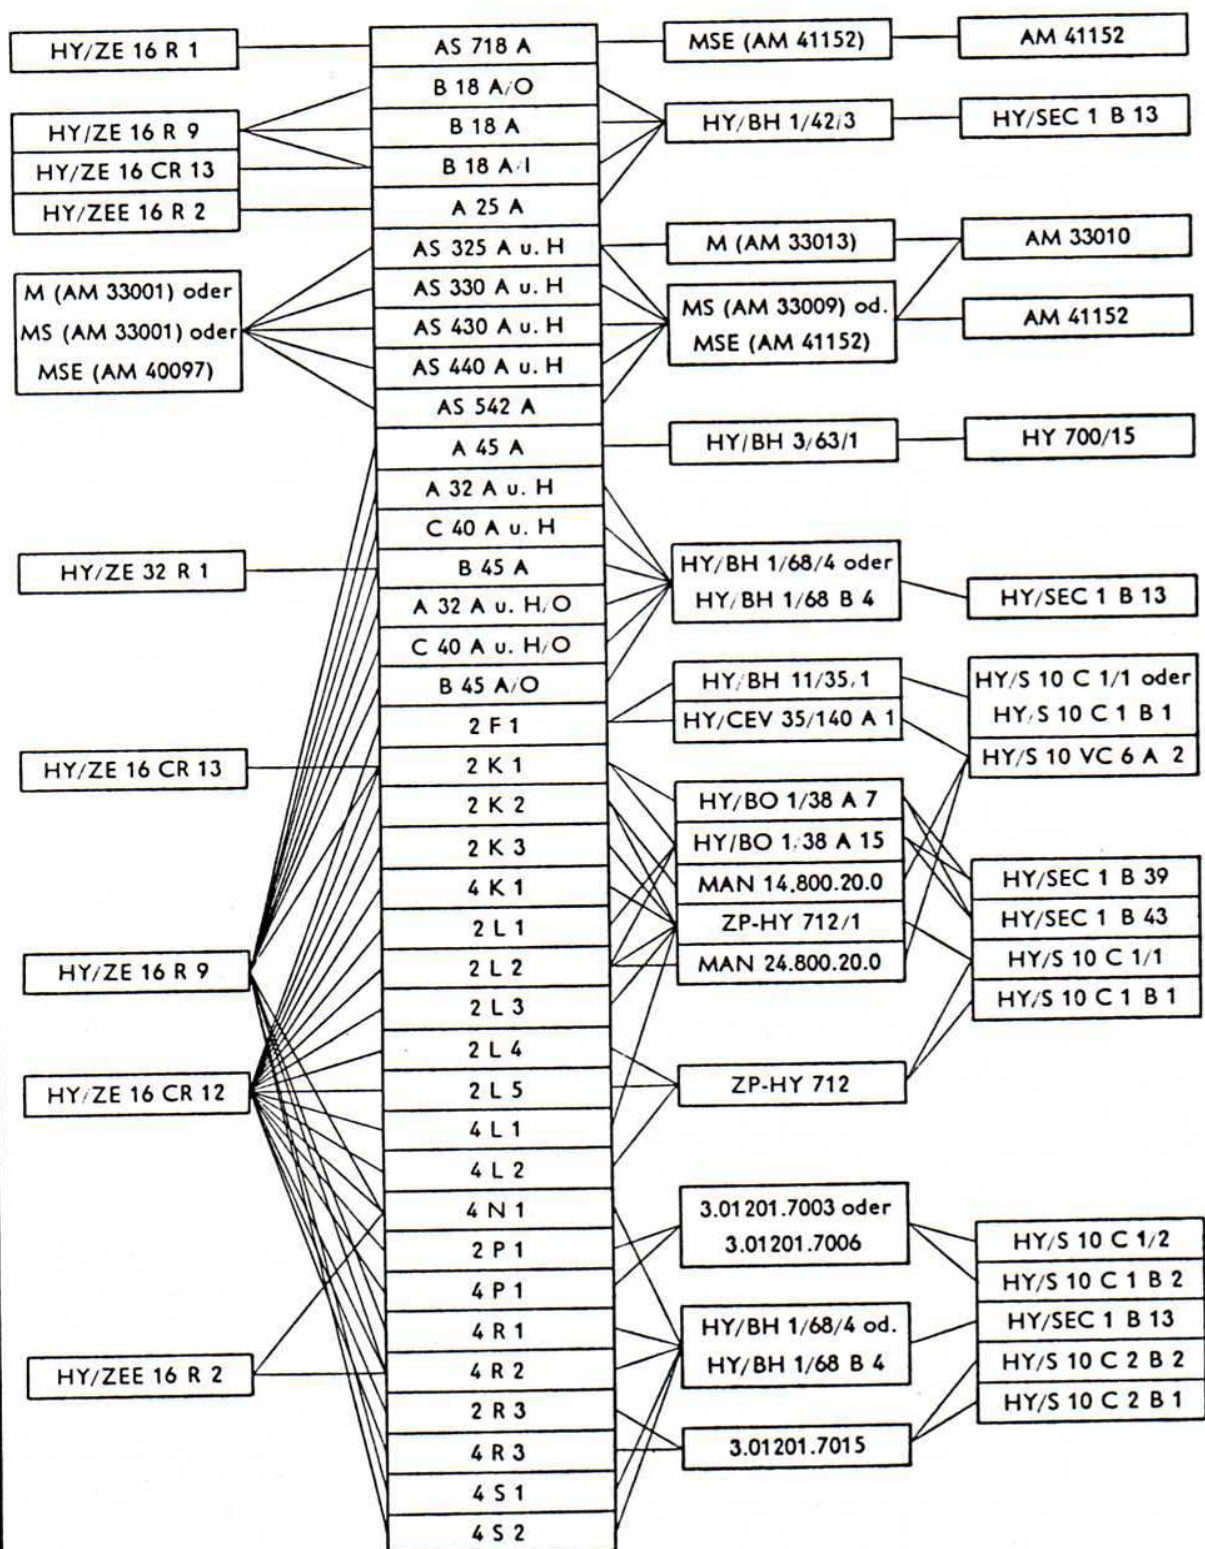 HY/ZE 16 R 1
HY/ZE 16 R 9
HY/ZE 16 CR 13
HY/ZEE 16 R 2
M (AM 33001) oder
MS (AM 33001) oder
MSE (AM 40097)
HY/ZE 32 R 1
HY/ZE 16 CR 13
HY/ZE 16 R 9
HY/ZE 16 CR 12
HY/ZEE 16 R 2
AS 718 A
B 18 A/O
B 18 A
B 18 A/I
A 25 A
AS 325 A u. H
AS 330 A u. H
AS 430 A u. H
AS 440 A u. H
AS 542 A
A 45 A
A 32 A u. H
C 40 A u. H
B 45 A
A 32 A u. H/O
C 40 A u. H/O
B 45 A/O
2 F 1
2 K 1
2 K 2
2 K 3
4 K 1
2 L 1
2 L 2
2 L 3
2 L 4
2 L 5
4 L 1
4 L 2
4 N 1
2 P 1
4 P 1
4 R 1
4 R 2
2 R 3
4 R 3
4 S 1
4 S 2
MSE (AM 41152)
HY/BH 1/42/3
M (AM 33013)
MS (AM 33009) od.
MSE (AM 41152)
HY/BH 3/63/1
HY/BH 1/68/4 oder
HY/BH 1/68 B 4
HY/BH 11/35/1
HY/CEV 35/140 A 1
HY/BO 1/38 A 7
HY/BO 1/38 A 15
MAN 14.800.20.0
ZP-HY 712/1
MAN 24.800.20.0
ZP-HY 712
3.01201.7003 oder
3.01201.7006
HY/BH 1/68/4 od.
HY/BH 1/68 B 4
3.01201.7015
AM 41152
HY/SEC 1 B 13
AM 33010
AM 41152
HY 700/15
HY/SEC 1 B 13
HY/S 10 C 1/1 oder
HY/S 10 C 1 B 1
HY/S 10 VC 6 A 2
HY/SEC 1 B 39
HY/SEC 1 B 43
HY/S 10 C 1/1
HY/S 10 C 1 B 1
HY/S 10 C 1/2
HY/S 10 C 1 B 2
HY/SEC 1 B 13
HY/S 10 C 2 B 2
HY/S 10 C 2 B 1